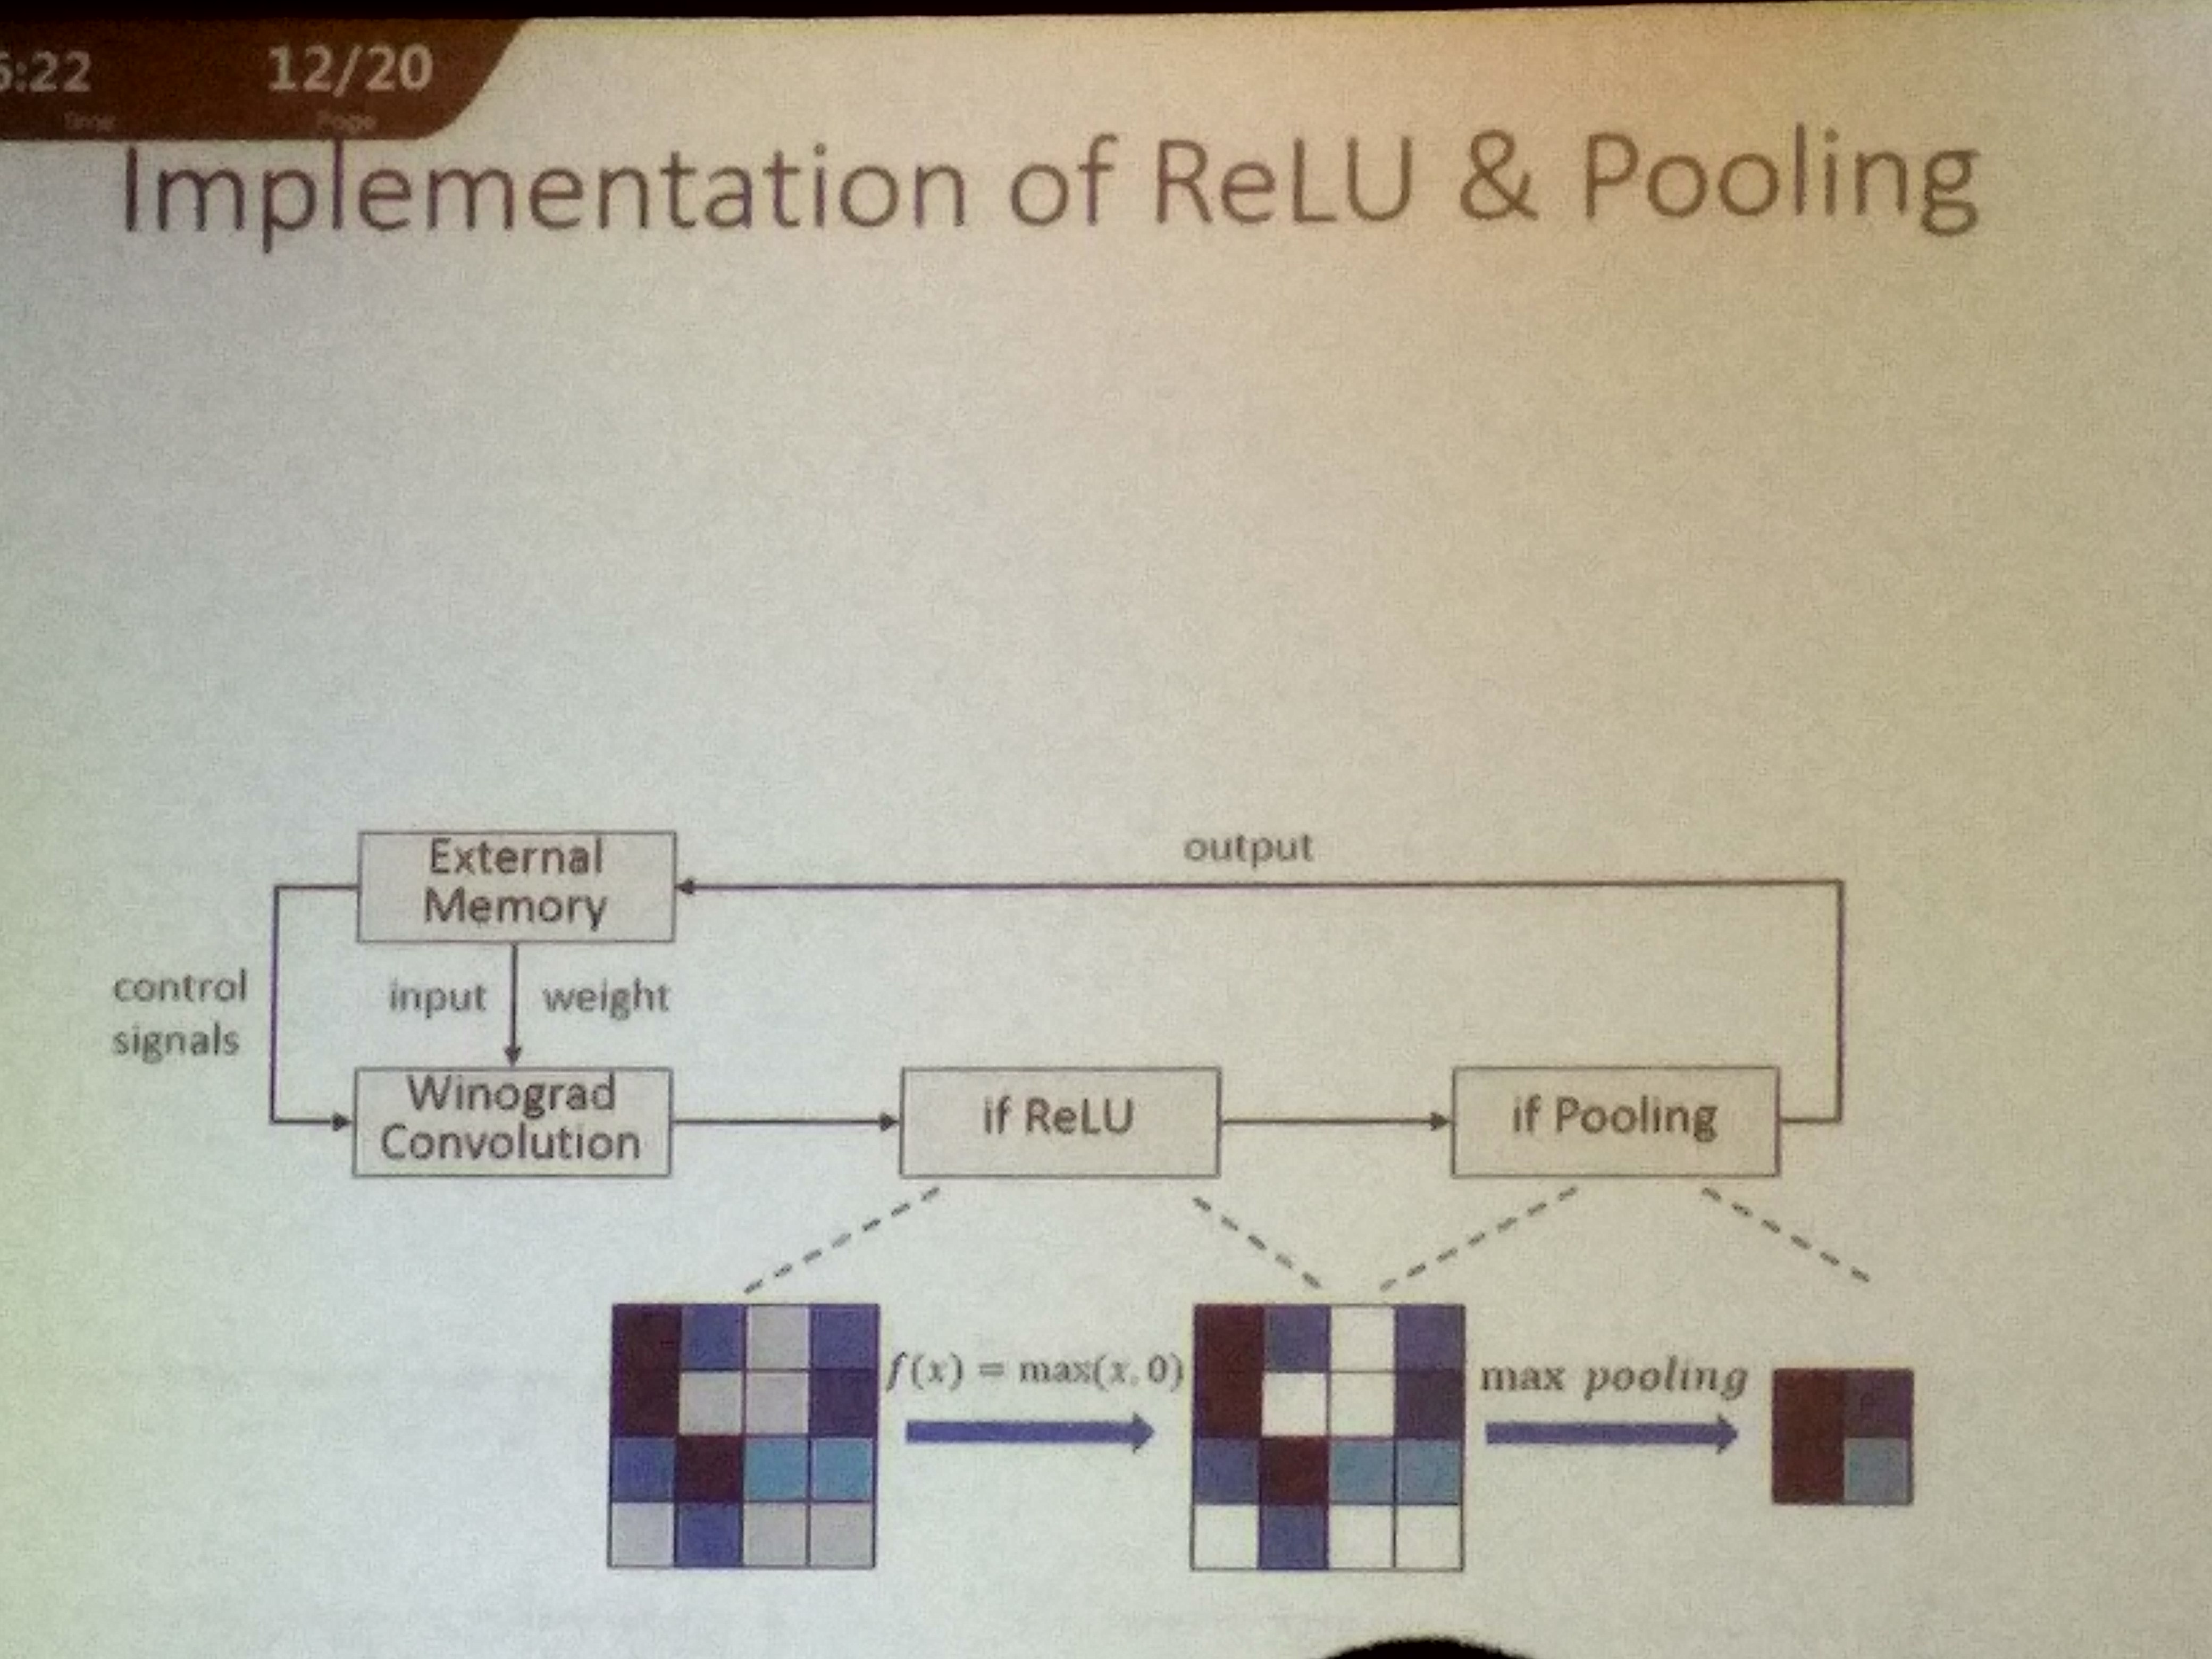 :22 12/20
Time Page
Implementation of ReLU & Pooling
External
Memory
output
control
signals
input weight
Winograd
Convolution
if ReLU
if Pooling
f(x) = max(x, 0)
max pooling